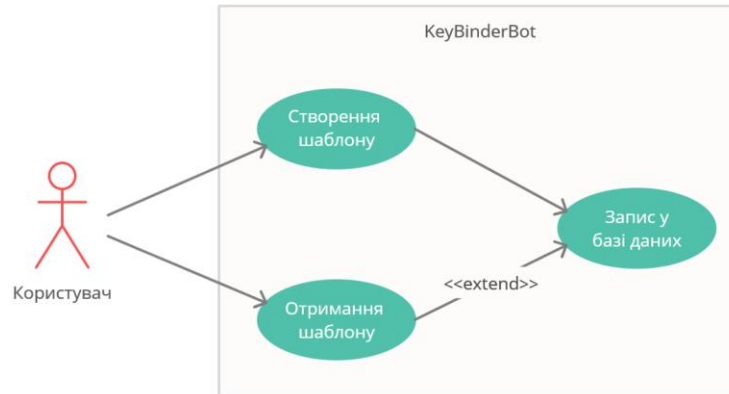 KeyBinderBot
Створення
шаблону
Запис у
базі даних
<<extend>>
Користувач
Отримання
шаблону